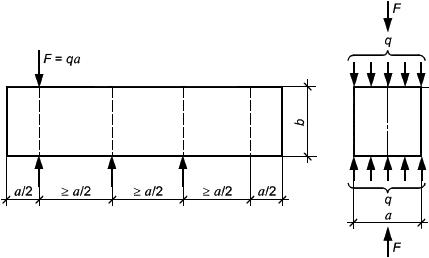 F
q
F = qa
b
a/2
≥ a/2
≥ a/2
≥ a/2
a/2
q
a
F